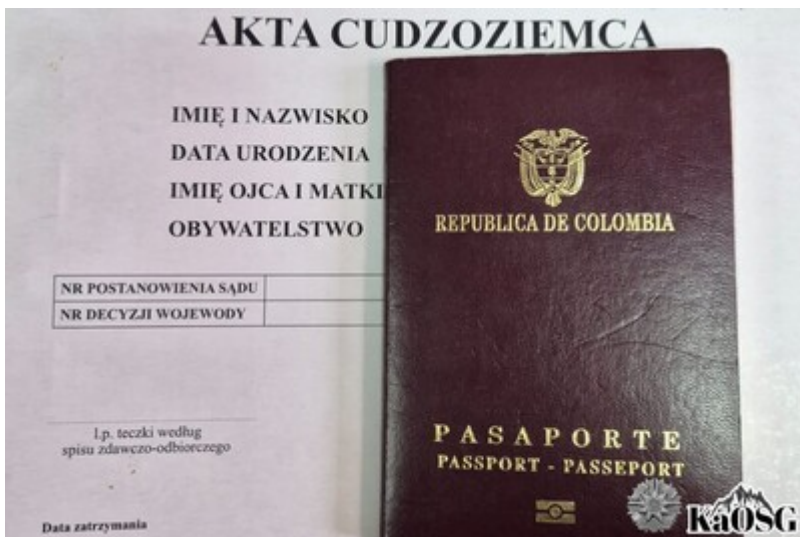 AKTA CUDZOZIEMCA
IMIĘ I NAZWISKO
DATA URODZENIA
IMIĘ OJCA I MATKI
OBYWATELSTWO
NR POSTANOWIENIA SĄDU
NR DECYZJI WOJEWODY
l.p. teczki według
spisu zdawczo-odbiorczego
Data zatrzymania
REPUBLICA DE COLOMBIA
PASAPORTE
PASSPORT - PASSEPORT
KaOSG